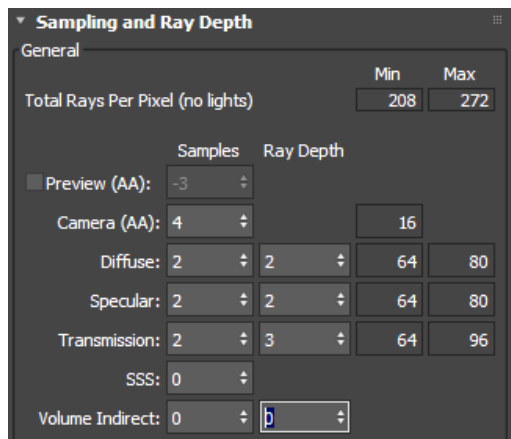 Sampling and Ray Depth
General
Min Max
Total Rays Per Pixel (no lights) 208 272
Samples Ray Depth
Preview (AA): -3
Camera (AA): 4 16
Diffuse: 2 2 64 80
Specular: 2 2 64 80
Transmission: 2 3 64 96
SSS: 0
Volume Indirect: 0